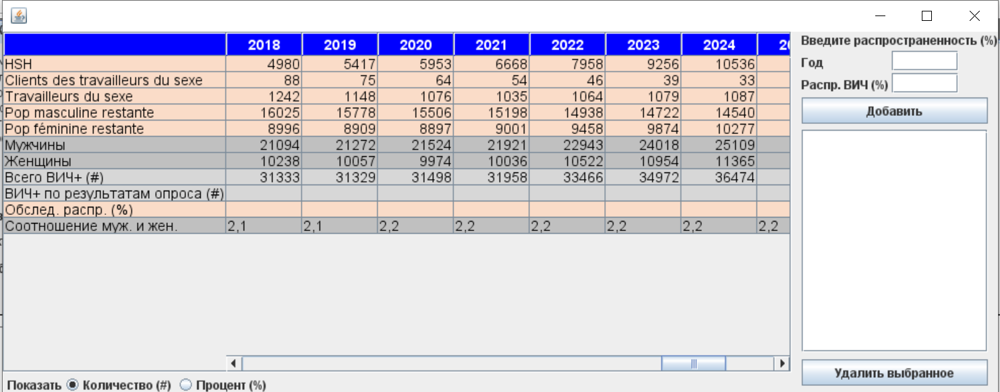 2018 2019 2020 2021 2022 2023 2024
Введите распространенность (%)
HSH 4980 5417 5953 6668 7958 9256 10536
Год
Clients des travailleurs du sexe 88 75 64 54 46 39 33
Распр. ВИЧ (%)
Travailleurs du sexe 1242 1148 1076 1035 1064 1079 1087
Pop masculine restante 16025 15778 15506 15198 14938 14722 14540
Добавить
Pop féminine restante 8996 8909 8897 9001 9458 9874 10277
Мужчины 21094 21272 21524 21921 22943 24018 25109
Женщины 10238 10057 9974 10036 10522 10954 11365
Всего ВИЧ+ (#) 31333 31329 31498 31958 33466 34972 36474
ВИЧ+ по результатам опроса (#)
Обслед. распр. (%)
Соотношение муж. и жен. 2,1 2,1 2,2 2,2 2,2 2,2 2,2 2,2
Удалить выбранное
Показать Количество (#) Процент (%)